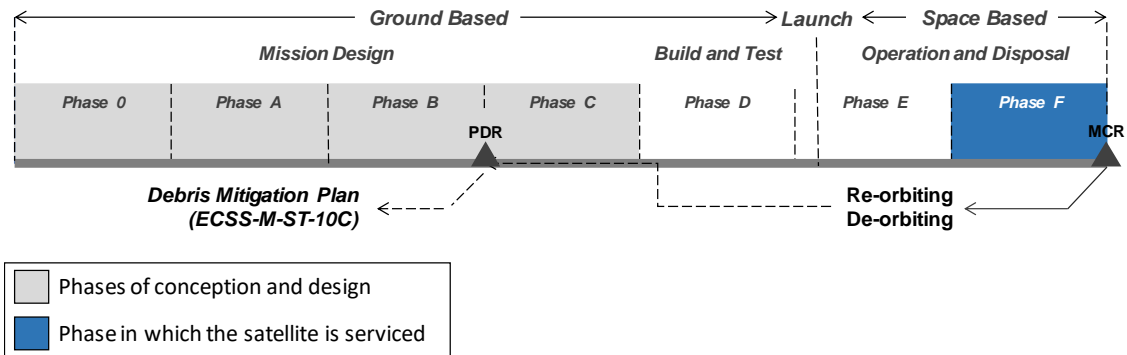 Ground Based Launch Space Based
Mission Design Build and Test Operation and Disposal
Phase 0 Phase A Phase B Phase C Phase D Phase E Phase F
PDR MCR
Debris Mitigation Plan Re-orbiting
(ECSS-M-ST-10C) De-orbiting
Phases of conception and design
Phase in which the satellite is serviced